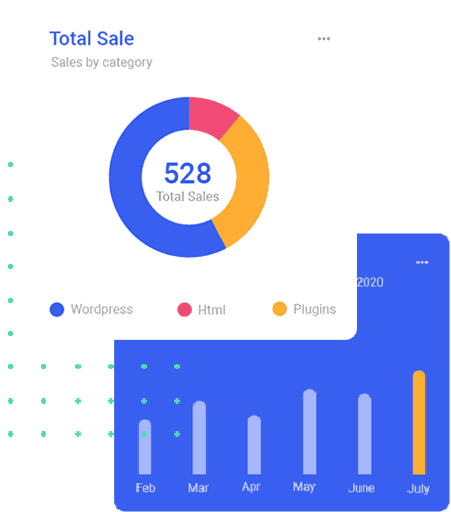 Total Sale
Sales by category
528
Total Sales
Wordpress Html Plugins
2020
Feb Mar Apr May June July